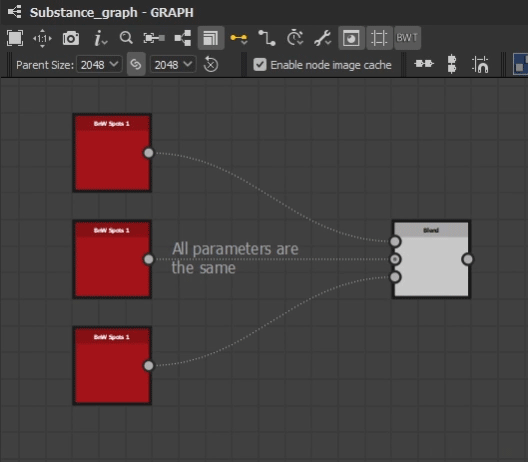 Substance_graph - GRAPH
BWT
Parent Size: 2048 2048 Enable node image cache
BnW Spots 1
BnW Spots 1
Blend
All parameters are
the same
BnW Spots 1